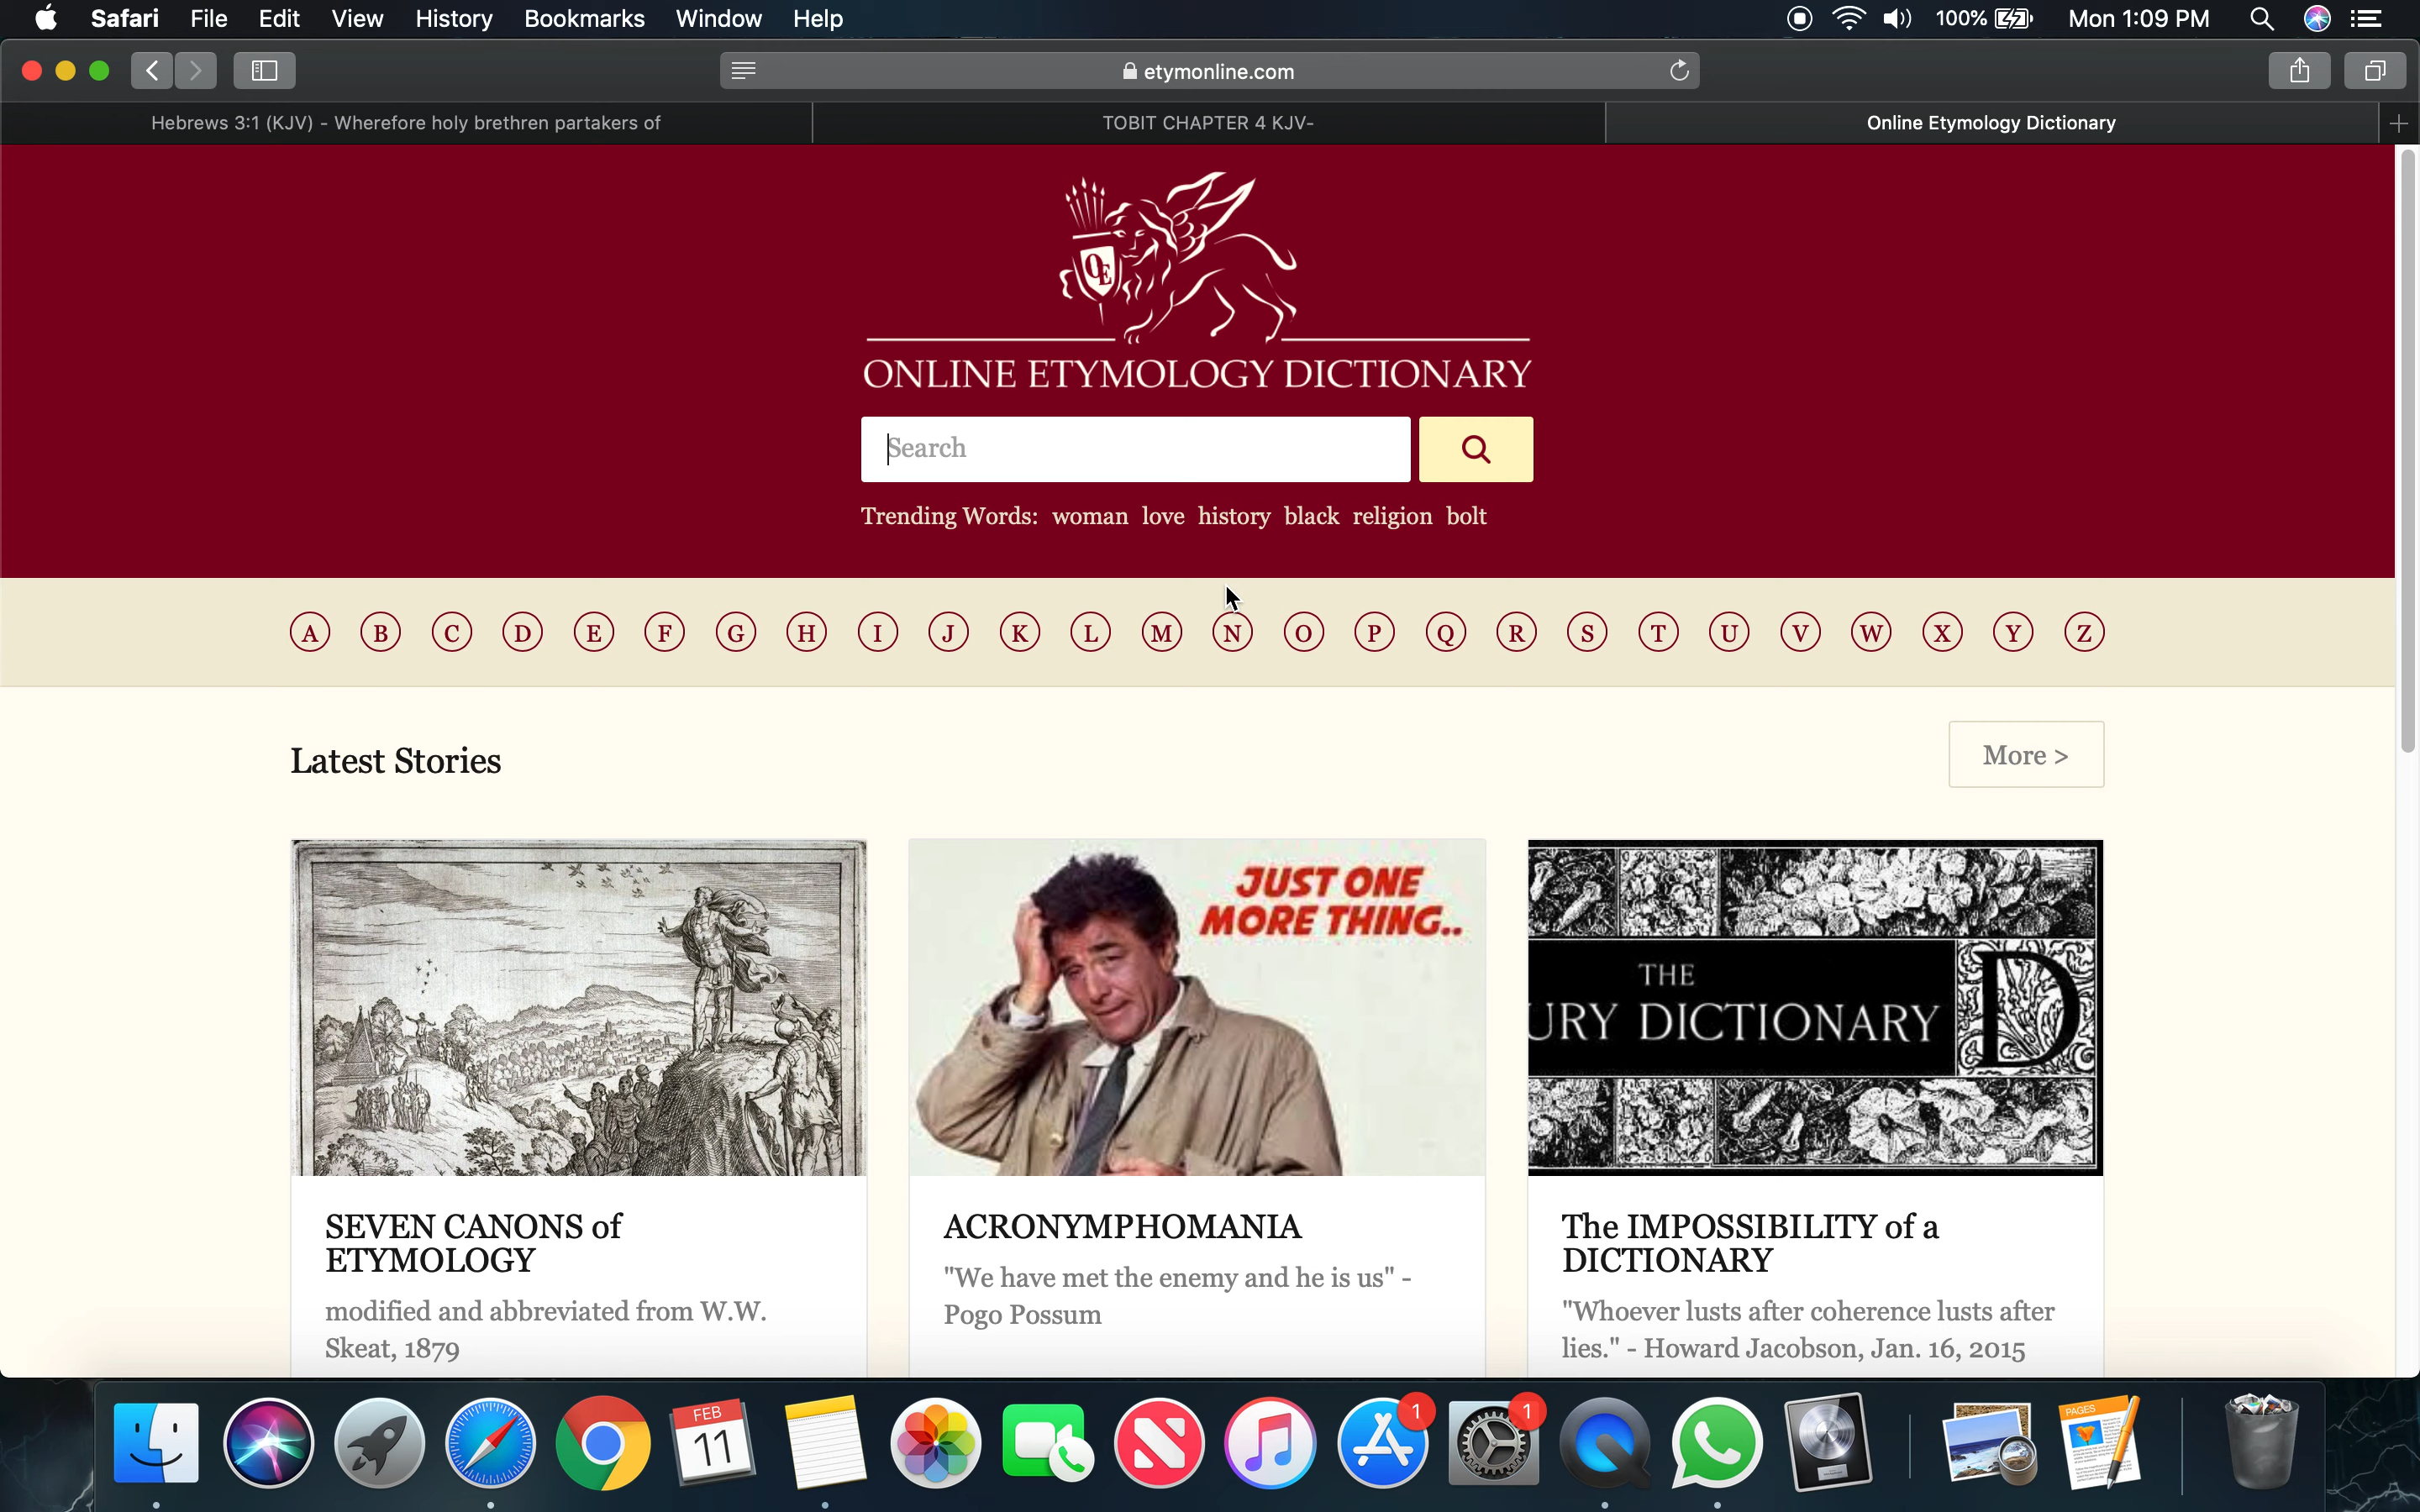 Safari File Edit View History Bookmarks Window Help 100% Mon 1:09 PM
etymonline.com
Hebrews 3:1 (KJV) - Wherefore holy brethren partakers of
TOBIT CHAPTER 4 KJV-
Online Etymology Dictionary
OE
ONLINE ETYMOLOGY DICTIONARY
Search
Trending Words: woman love history black religion bolt
A B C D E F G H I J K L M N O P Q R S T U V W X Y Z
Latest Stories
More >
JUST ONE
MORE THING..
THE
URY DICTIONARY
D
SEVEN CANONS of
ETYMOLOGY
modified and abbreviated from W.W.
Skeat, 1879
ACRONYMPHOMANIA
"We have met the enemy and he is us" -
Pogo Possum
The IMPOSSIBILITY of a
DICTIONARY
"Whoever lusts after coherence lusts after
lies." - Howard Jacobson, Jan. 16, 2015
FEB
11
1
1
PAGES